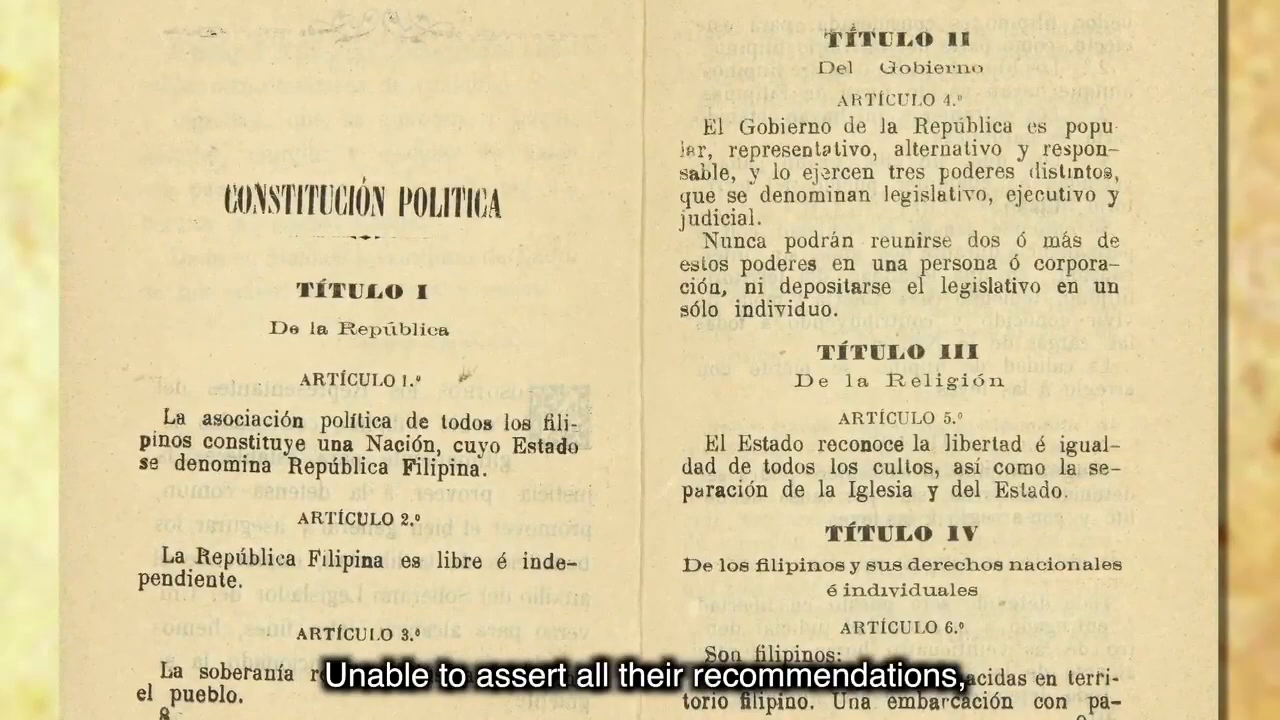 CONSTITUCIÓN POLITICA
TÍTULO I
De la República
ARTÍCULO 1.º
La asociación política de todos los fili-
pinos constituye una Nación, cuyo Estado
se denomina República Filipina.
ARTÍCULO 2.º
La República Filipina es libre é inde-
pendiente.
ARTÍCULO 3.º
La soberanía
el pueblo.
8
TÍTULO II
Del Gobierno
ARTÍCULO 4.º
El Gobierno de la República es popu-
lar, representativo, alternativo y respon-
sable, y lo ejercen tres poderes distintos,
que se denominan legislativo, ejecutivo y
judicial.
Nunca podrán reunirse dos ó más de
estos poderes en una persona ó corpora-
ción, ni depositarse el legislativo en un
sólo individuo.
TÍTULO III
De la Religión
ARTÍCULO 5.º
El Estado reconoce la libertad é igual-
dad de todos los cultos, así como la se-
paración de la Iglesia y del Estado.
TÍTULO IV
De los filipinos y sus derechos nacionales
é individuales
ARTÍCULO 6.º
Son filipinos:
acidas en terri-
torio filipino. Una embarcación con pa-
Unable to assert all their recommendations,